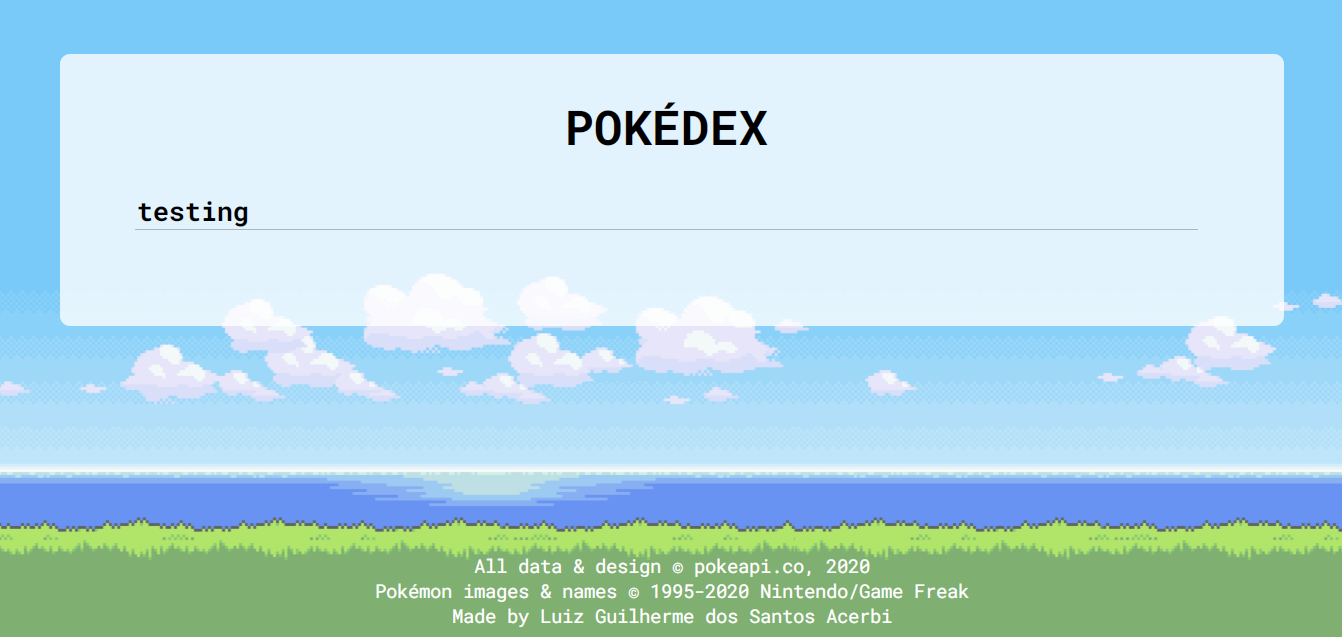 POKÉDEX
testing
All data & design © pokeapi.co, 2020
Pokémon images & names © 1995-2020 Nintendo/Game Freak
Made by Luiz Guilherme dos Santos Acerbi